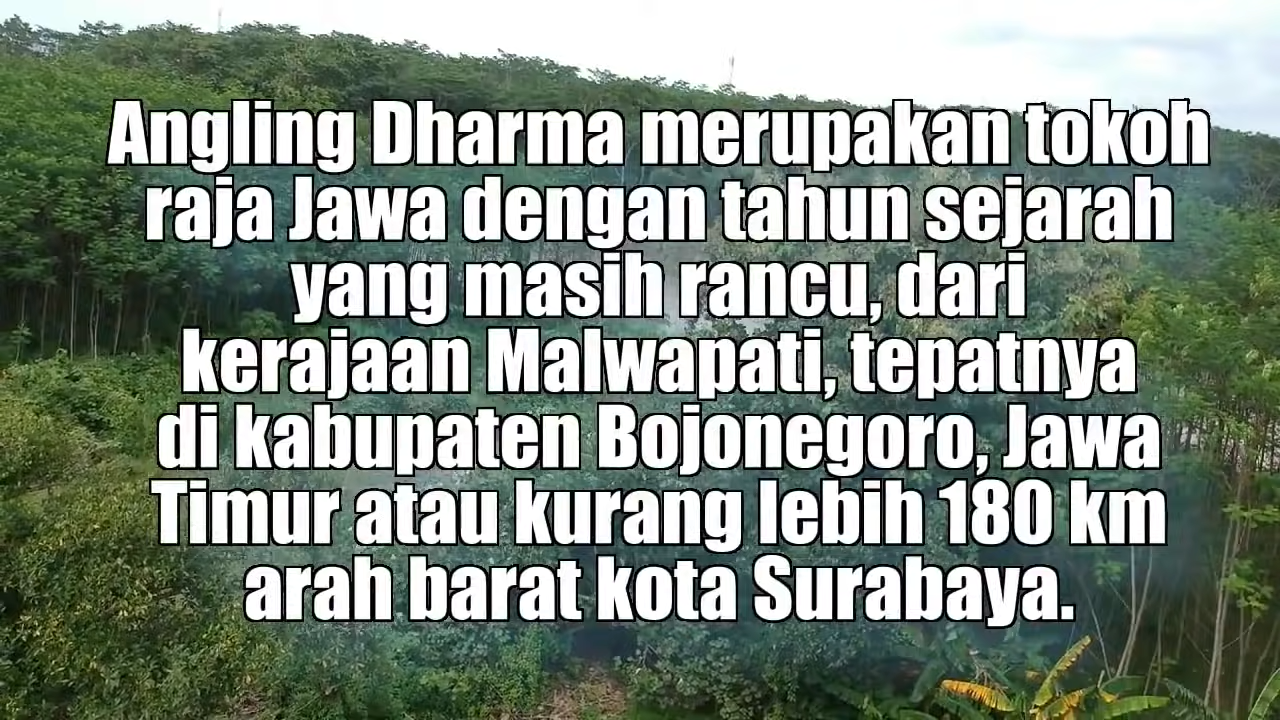 Angling Dharma merupakan tokoh
raja Jawa dengan tahun sejarah
yang masih rancu, dari
kerajaan Malwapati, tepatnya
di kabupaten Bojonegoro, Jawa
Timur atau kurang lebih 180 km
arah barat kota Surabaya.